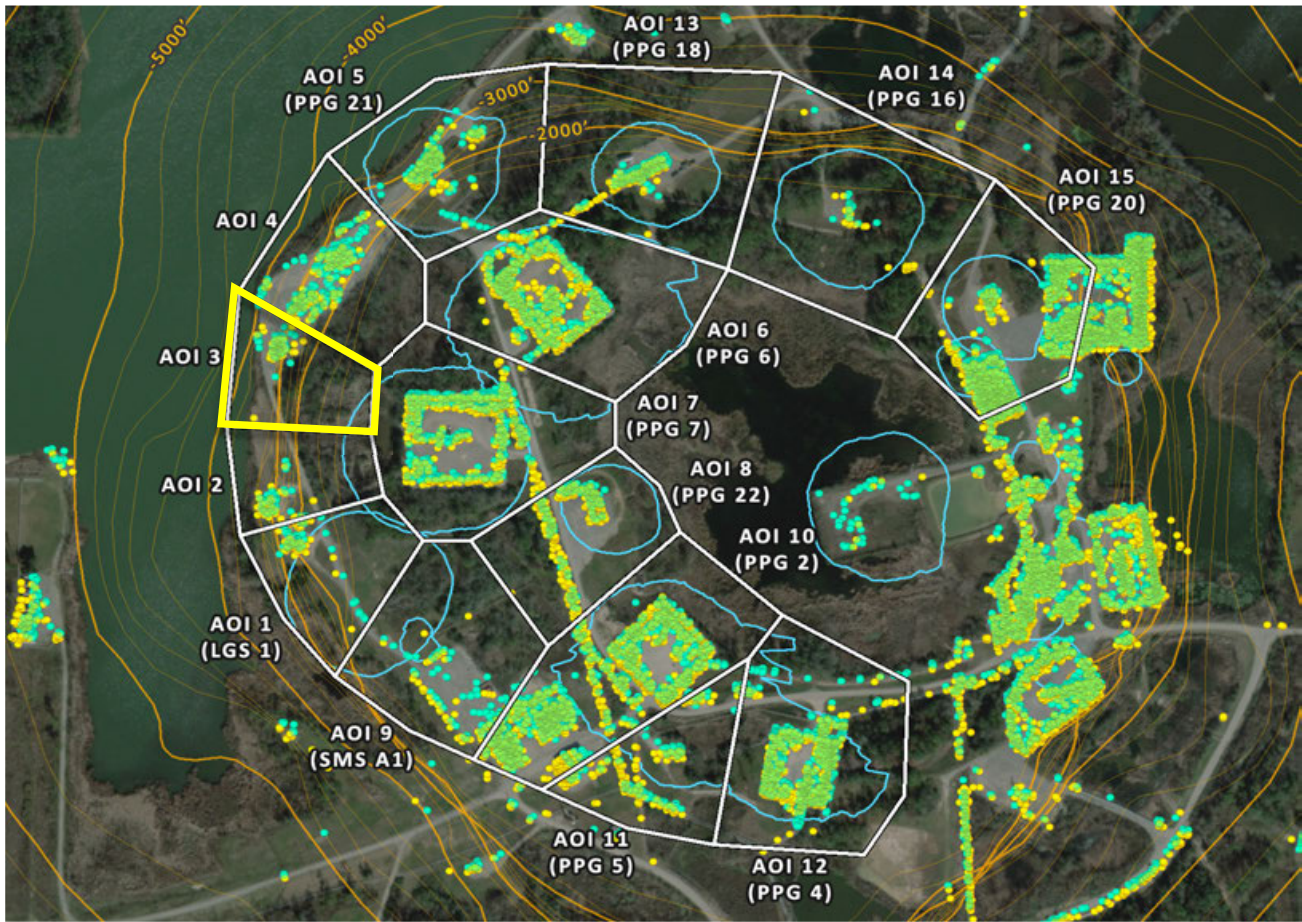 -5000'
-4000'
-3000'
-2000'
AOI 13
(PPG 18)
AOI 5
(PPG 21)
AOI 14
(PPG 16)
AOI 15
(PPG 20)
AOI 4
AOI 3
AOI 6
(PPG 6)
AOI 7
(PPG 7)
AOI 8
(PPG 22)
AOI 2
AOI 10
(PPG 2)
AOI 1
(LGS 1)
AOI 9
(SMS A1)
AOI 11
(PPG 5)
AOI 12
(PPG 4)